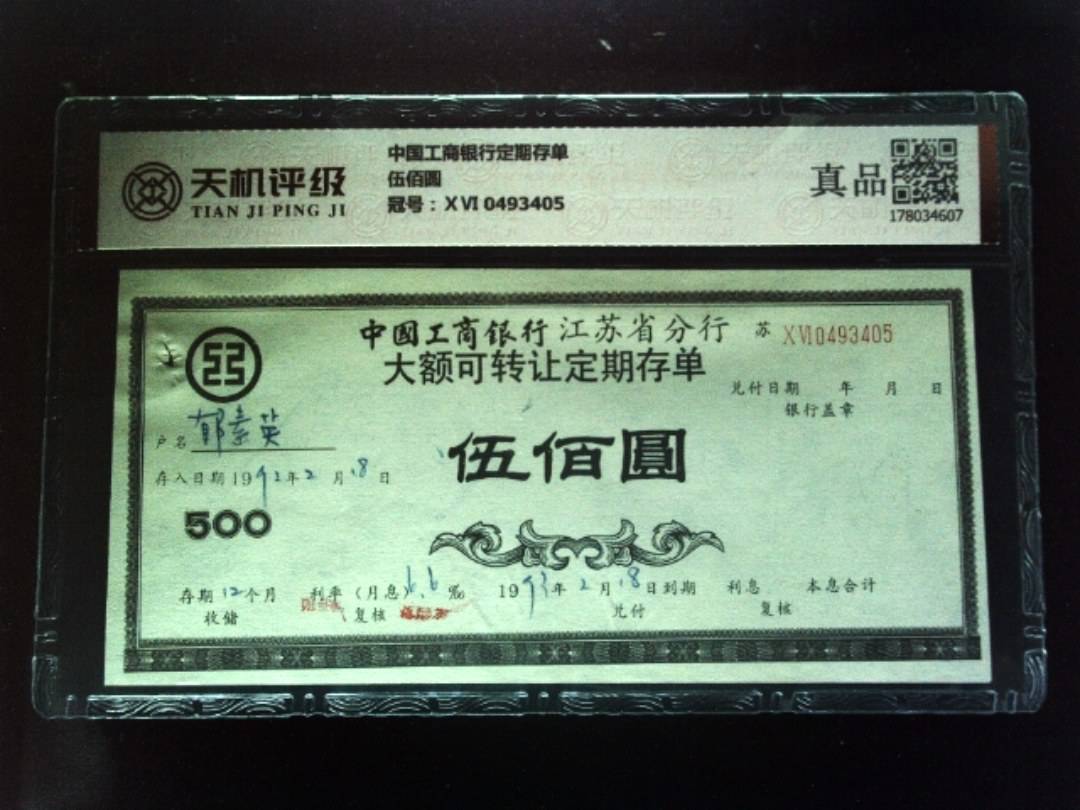 天机评级
TIAN JI PING JI
中国工商银行定期存单
伍佰圆
冠号：XⅥ 0493405
真品
178034607
中國工商银行江苏省分行
苏 XⅥ0493405
大额可转让定期存单
兑付日期 年 月 日
银行盖章
户名 郁素英
伍佰圓
存入日期1992年2月18日
500
存期12个月 利率（月息）6.6‰ 1993年2月18日到期 利息 本息合计
收储 复核 兑付 复核